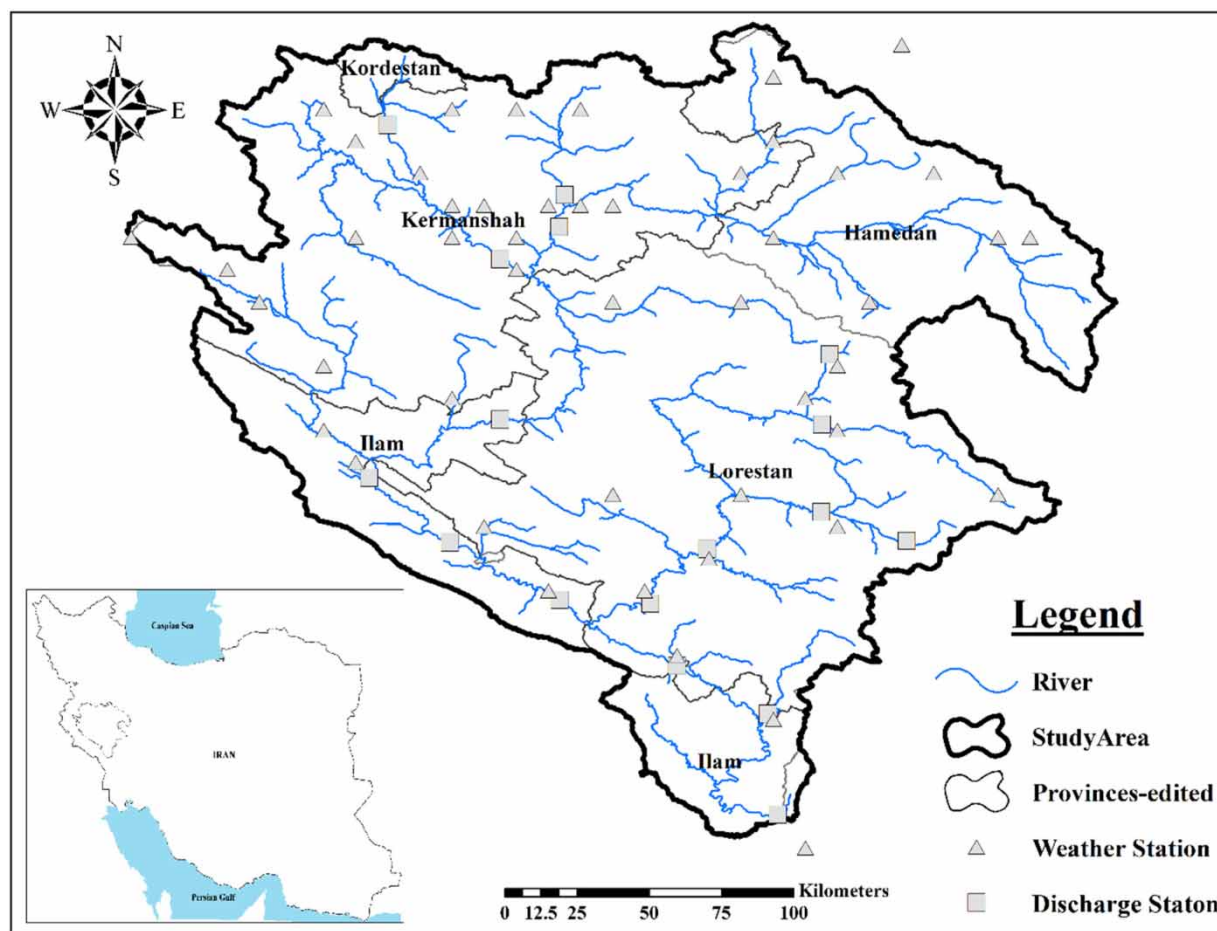 N
W E
S
Kordestan
Kermanshah
Hamedan
Ilam
Lorestan
Ilam
Caspian Sea
IRAN
Persian Gulf
Legend
River
StudyArea
Provinces-edited
Weather Station
Discharge Staton
Kilometers
0 12.5 25 50 75 100